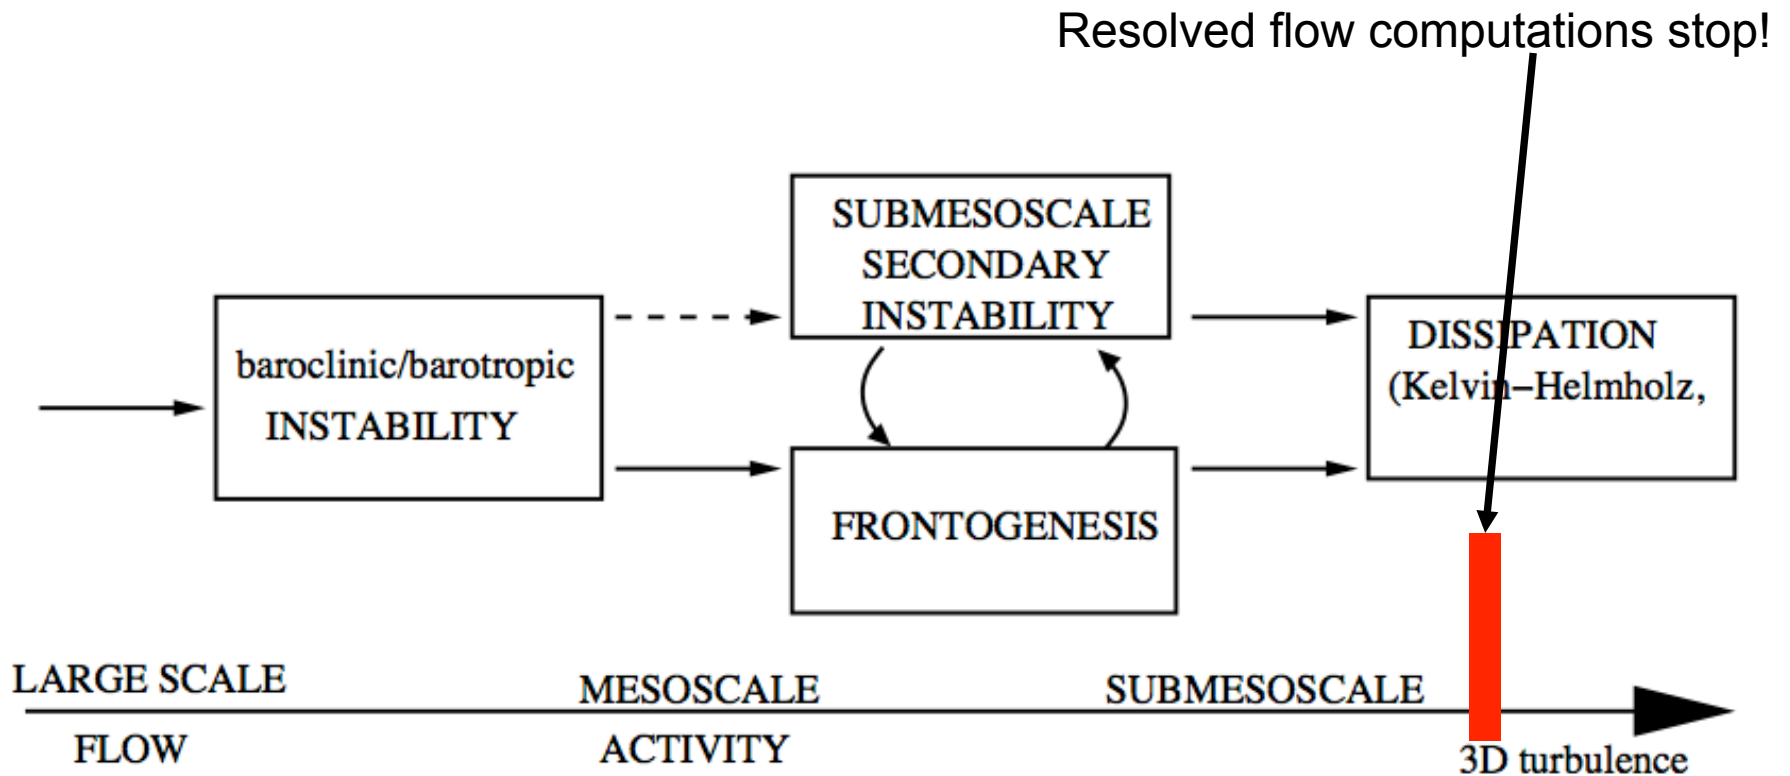 Resolved flow computations stop!
SUBMESOSCALE
SECONDARY
INSTABILITY
baroclinic/barotropic
INSTABILITY
DISSIPATION
(Kelvin−Helmholz,
FRONTOGENESIS
LARGE SCALE
FLOW
MESOSCALE
ACTIVITY
SUBMESOSCALE
3D turbulence